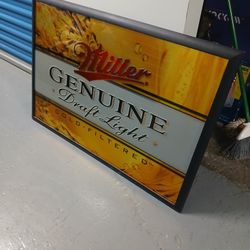 Miller
GENUINE
Draft Light
COLD FILTERED